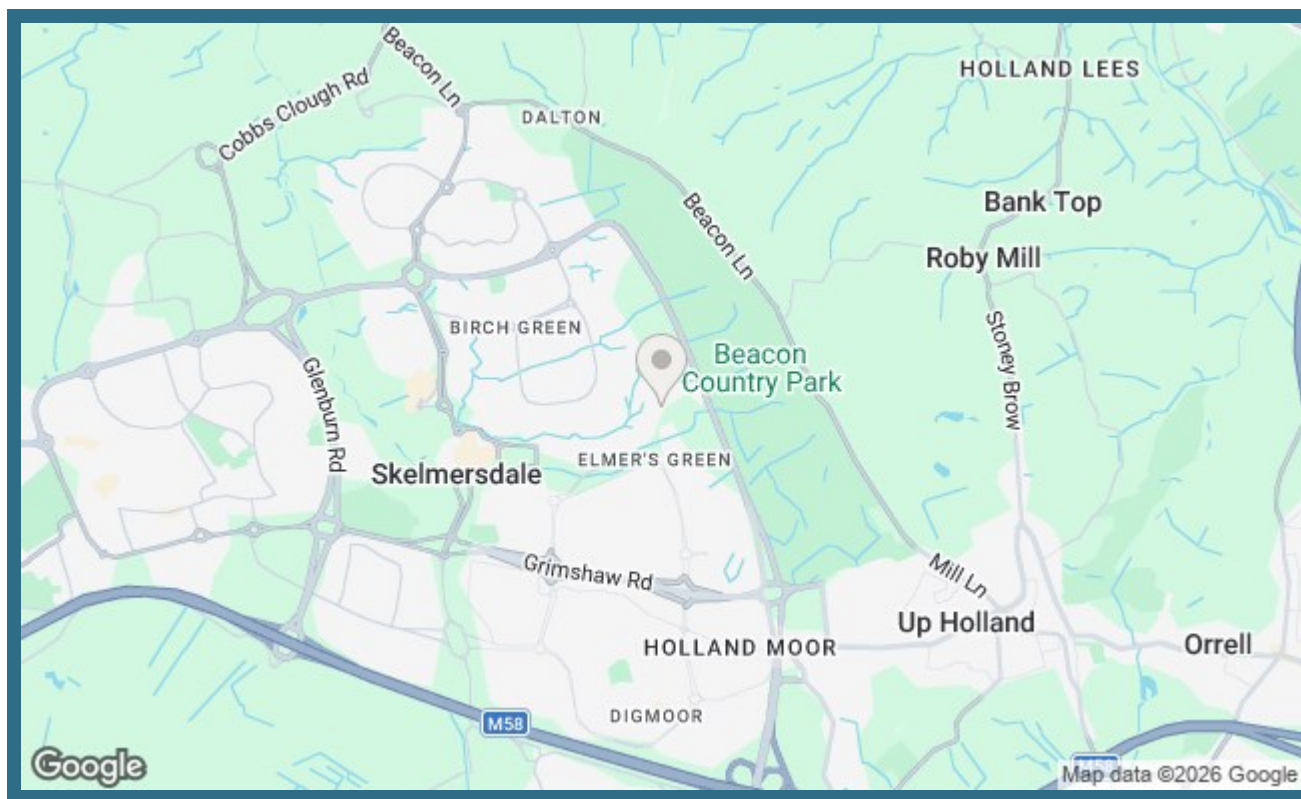 Beacon Ln
Cobbs Clough Rd
DALTON
HOLLAND LEES
Bank Top
Beacon Ln
Roby Mill
BIRCH GREEN
Stoney Brow
Beacon
Country Park
Glenburn Rd
ELMER'S GREEN
Skelmersdale
Grimshaw Rd
Mill Ln
Up Holland
HOLLAND MOOR
Orrell
DIGMOOR
M58
M58
Google
Map data ©2026 Google